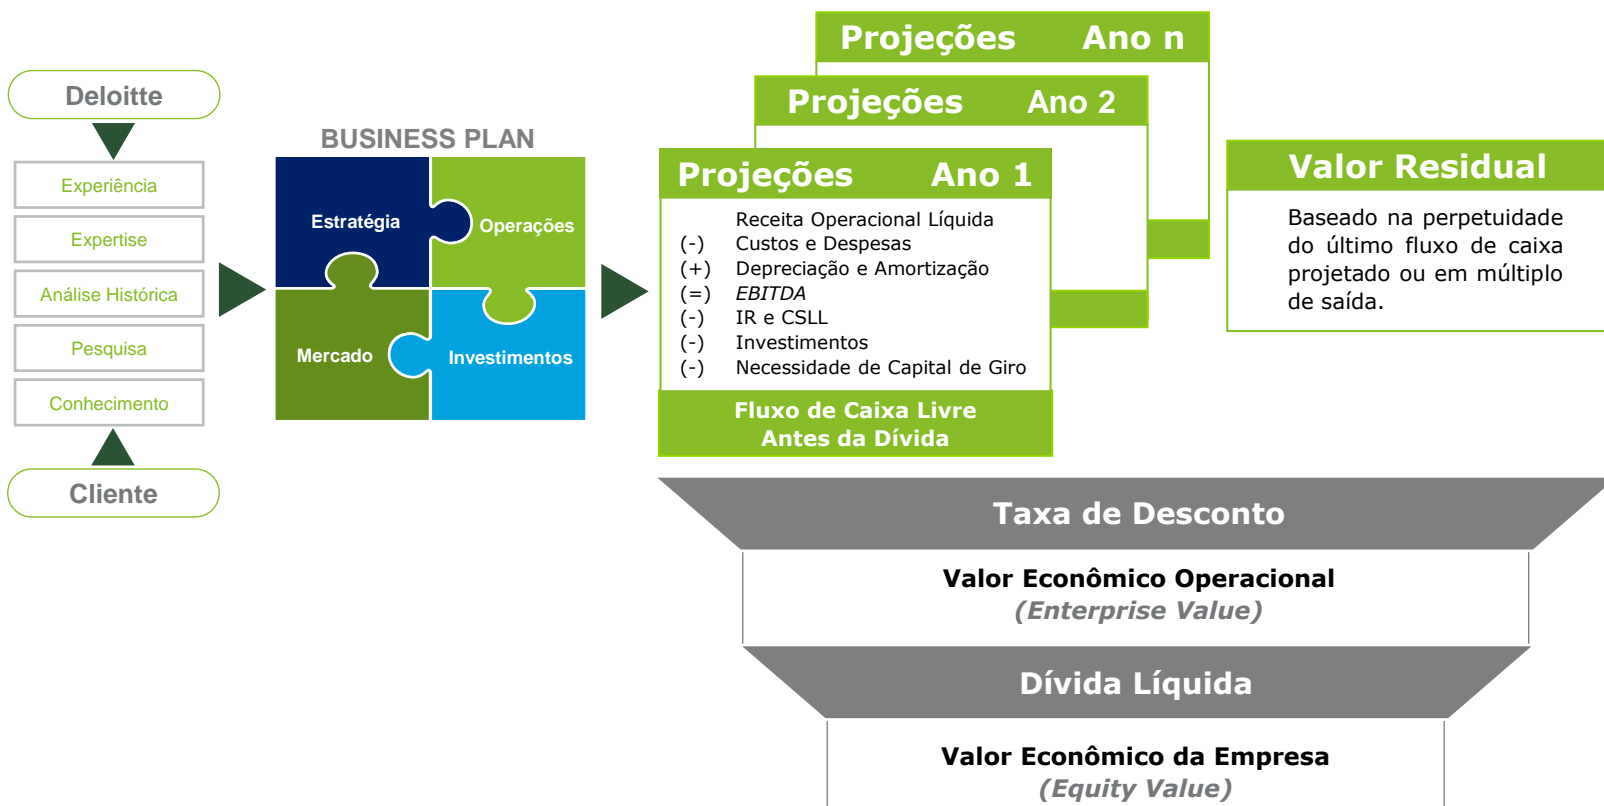 Deloitte
Experiência
Expertise
Análise Histórica
Pesquisa
Conhecimento
Cliente
BUSINESS PLAN
Estratégia
Operações
Mercado
Investimentos
Projeções Ano n
Projeções Ano 2
Projeções Ano 1
Receita Operacional Líquida
(-) Custos e Despesas
(+) Depreciação e Amortização
(=) EBITDA
(-) IR e CSLL
(-) Investimentos
(-) Necessidade de Capital de Giro
Fluxo de Caixa Livre
Antes da Dívida
Valor Residual
Baseado na perpetuidade
do último fluxo de caixa
projetado ou em múltiplo
de saída.
Taxa de Desconto
Valor Econômico Operacional
(Enterprise Value)
Dívida Líquida
Valor Econômico da Empresa
(Equity Value)